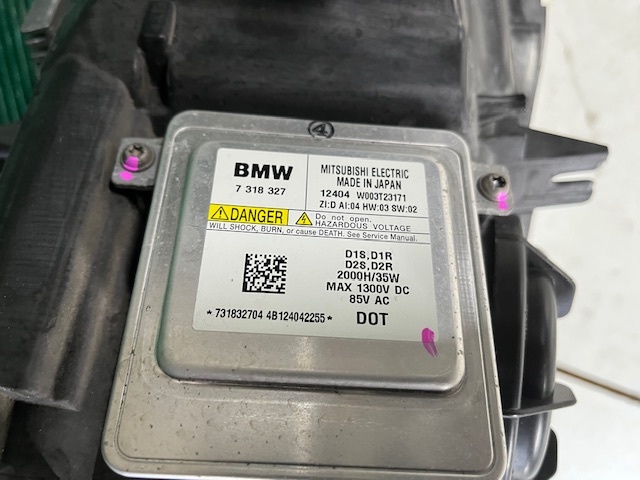 ④
BMW
7 318 327
MITSUBISHI ELECTRIC
MADE IN JAPAN
12404 W003T23171
ZI:D AI:04 HW:03 SW:02
DANGER
Do not open.
HAZARDOUS VOLTAGE
WILL SHOCK, BURN, or cause DEATH. See Service Manual.
D1S,D1R
D2S,D2R
2000H/35W
MAX 1300V DC
85V AC
*731832704 4B124042255*
DOT